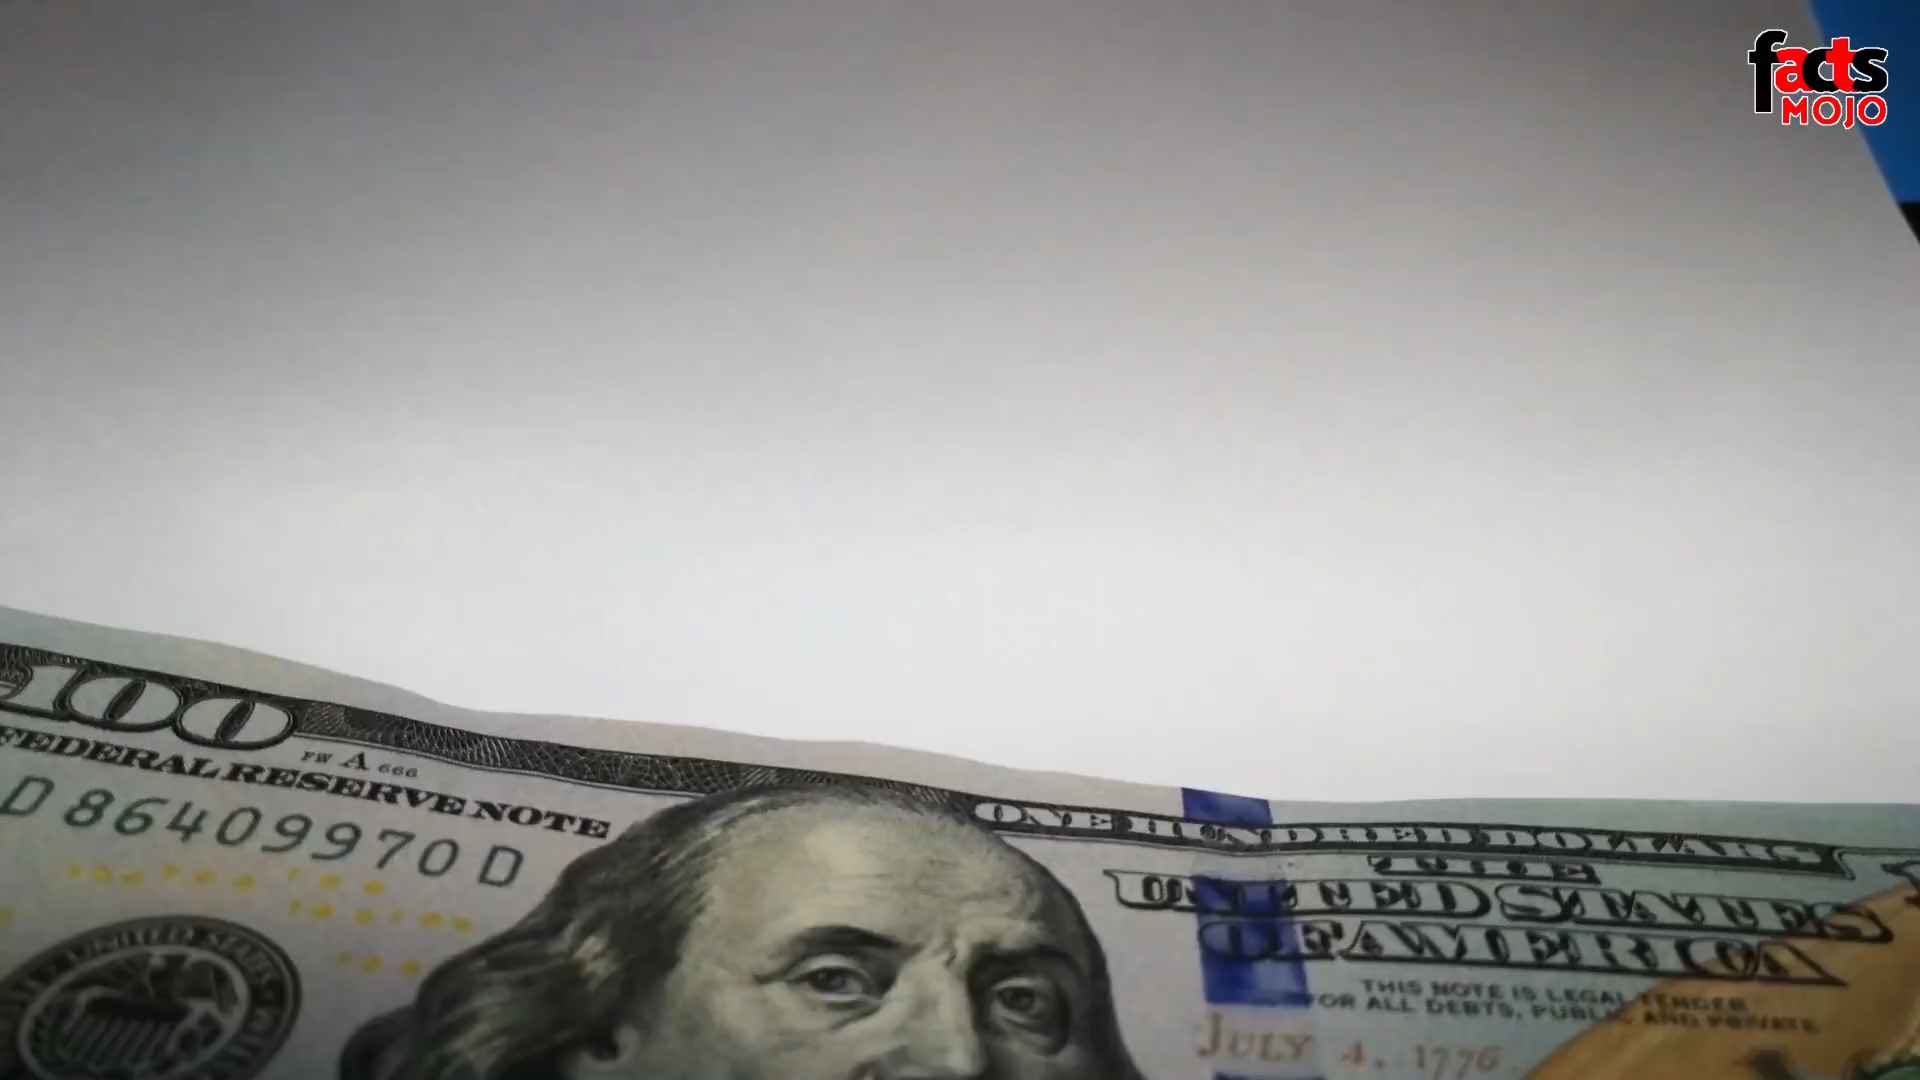 facts
MOJO
100
FW A 666
FEDERAL RESERVE NOTE
D 86409970 D
ONE HUNDRED DOLLARS
THE
UNITED STATES
OF AMERICA
THIS NOTE IS LEGAL TENDER
FOR ALL DEBTS, PUBLIC AND PRIVATE
JULY 4, 1776